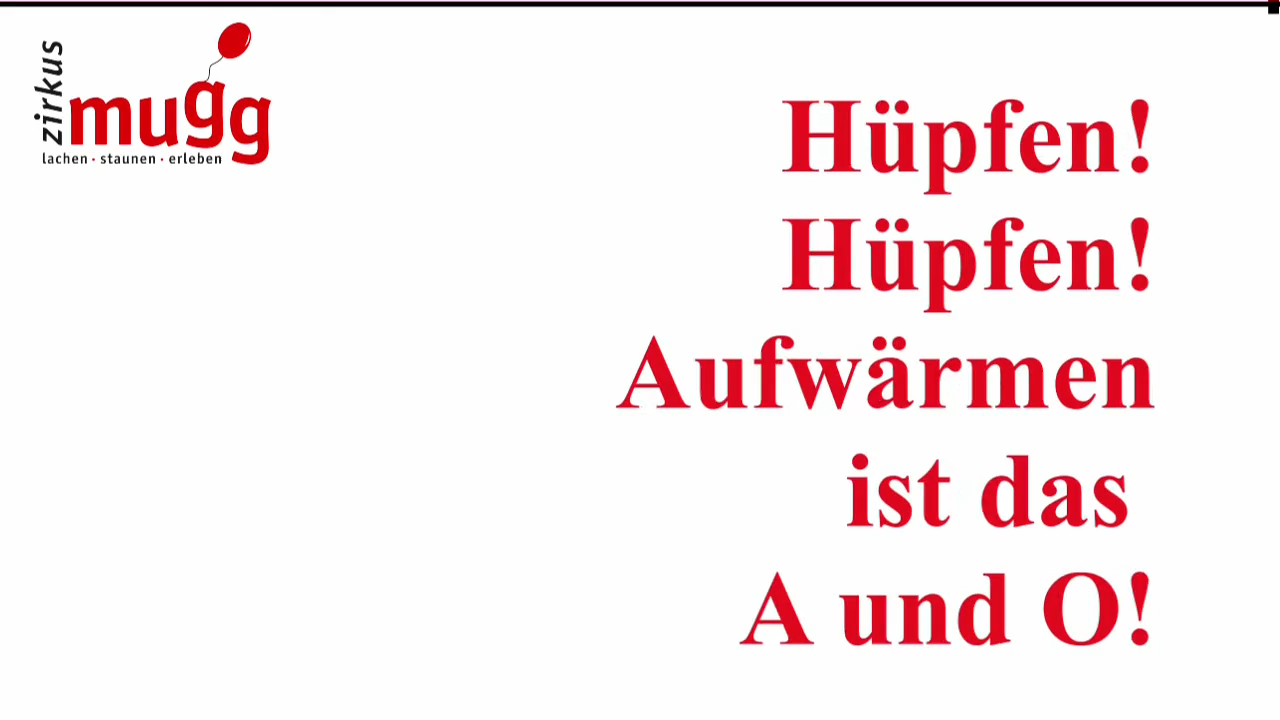 zirkus
mugg
lachen · staunen · erleben
Hüpfen!
Hüpfen!
Aufwärmen
ist das
A und O!